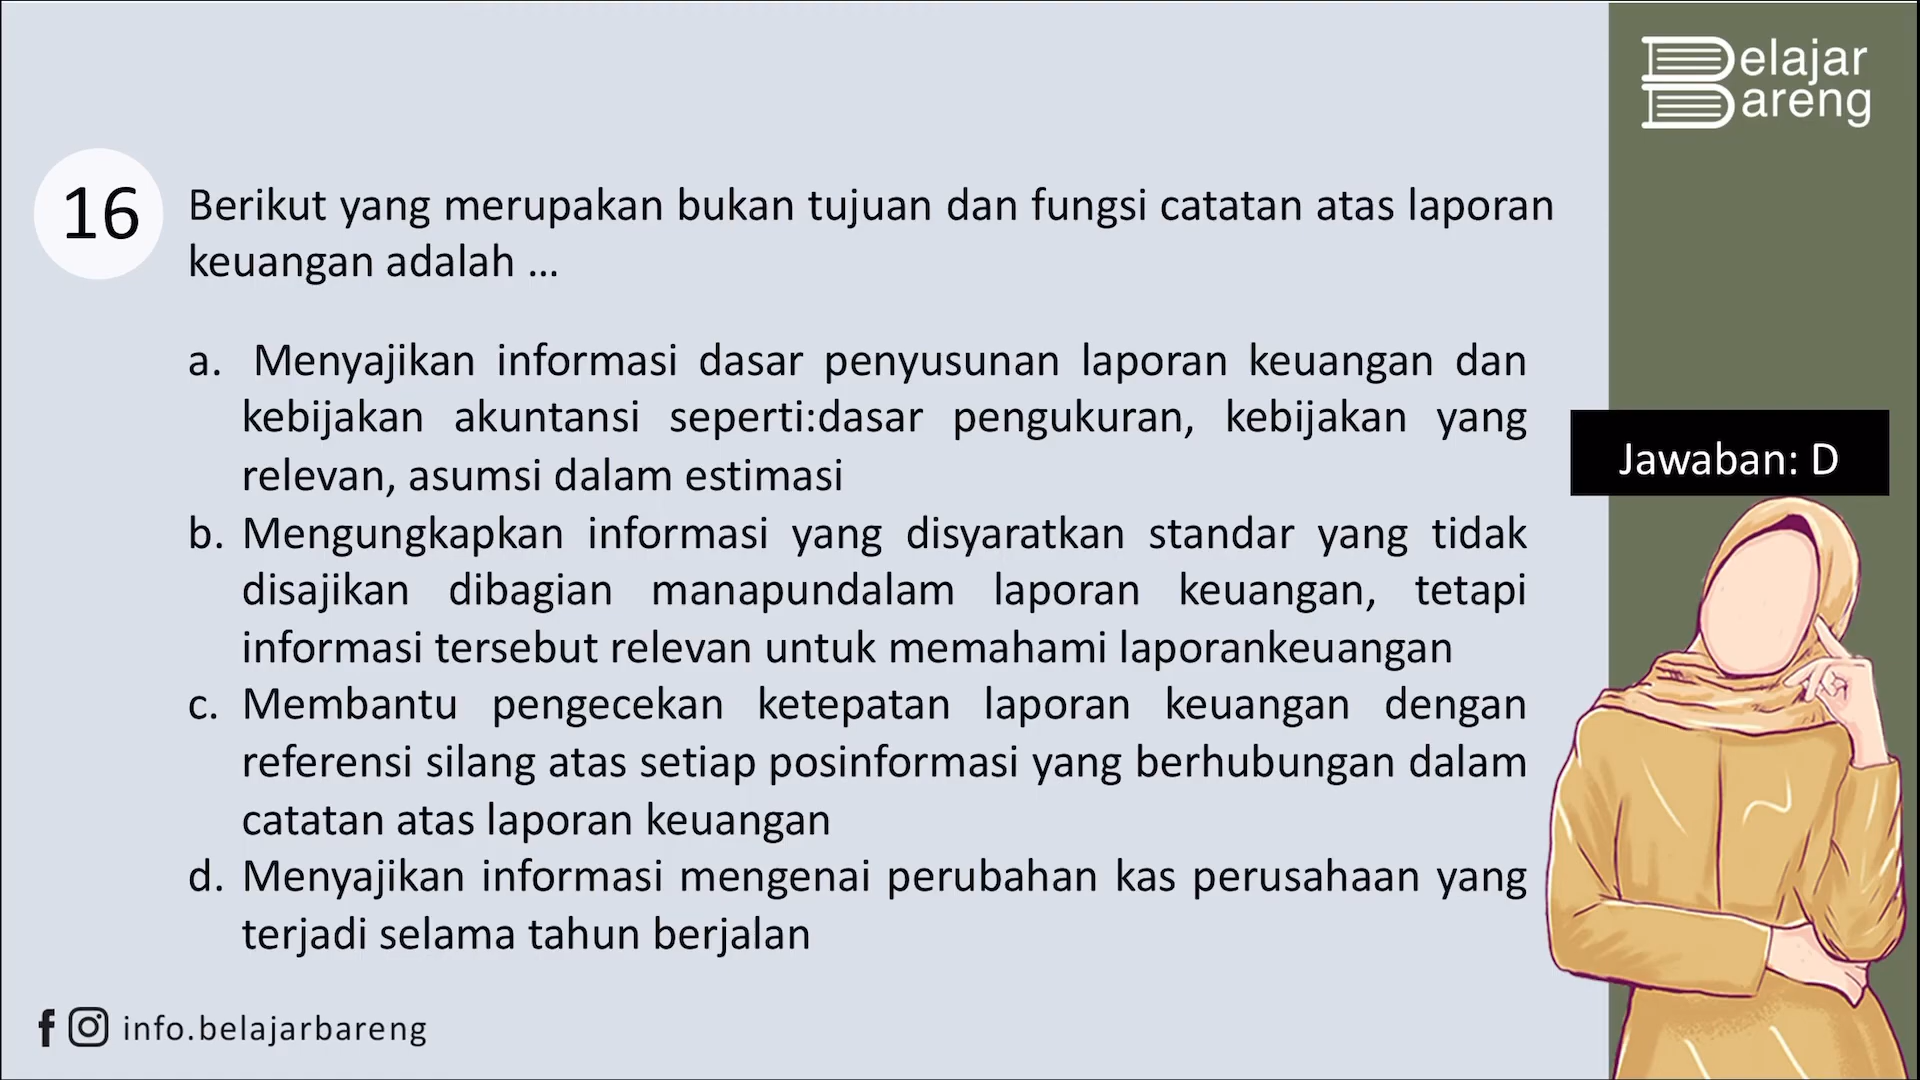 Belajar
Bareng
16
Berikut yang merupakan bukan tujuan dan fungsi catatan atas laporan
keuangan adalah ...
a. Menyajikan informasi dasar penyusunan laporan keuangan dan
kebijakan akuntansi seperti:dasar pengukuran, kebijakan yang
relevan, asumsi dalam estimasi
b. Mengungkapkan informasi yang disyaratkan standar yang tidak
disajikan dibagian manapundalam laporan keuangan, tetapi
informasi tersebut relevan untuk memahami laporankeuangan
c. Membantu pengecekan ketepatan laporan keuangan dengan
referensi silang atas setiap posinformasi yang berhubungan dalam
catatan atas laporan keuangan
d. Menyajikan informasi mengenai perubahan kas perusahaan yang
terjadi selama tahun berjalan
Jawaban: D
info.belajarbareng